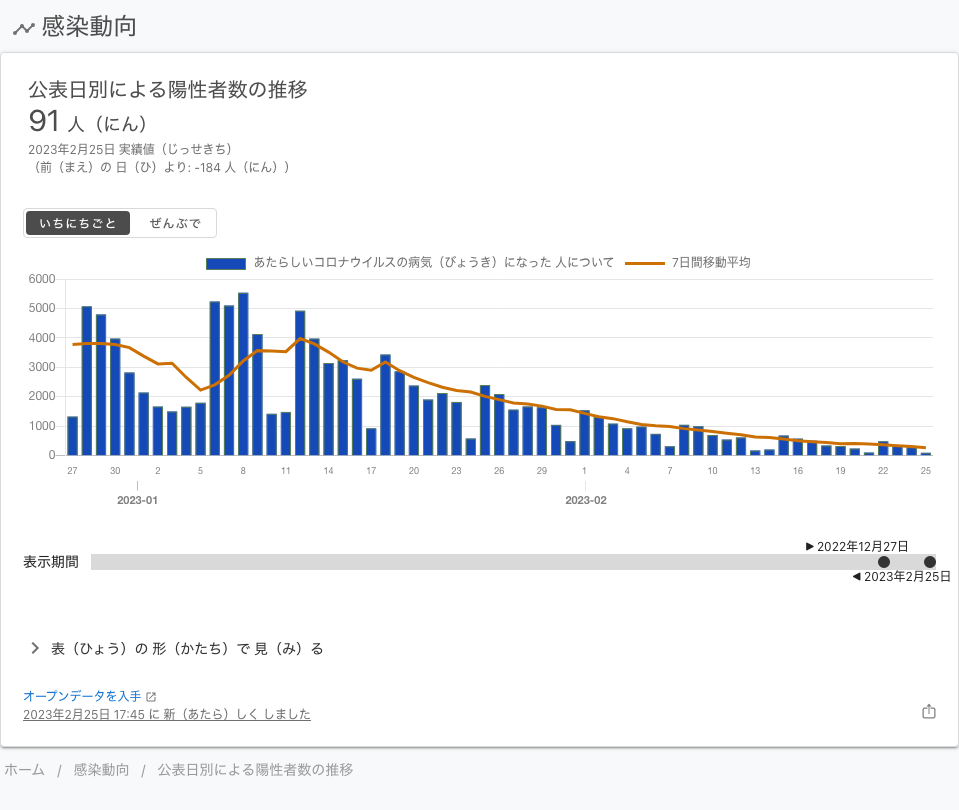 感染動向
公表日別による陽性者数の推移
91 人（にん）
2023年2月25日 実績値（じっせきち）
（前（まえ）の 日（ひ）より: -184 人（にん））
いちにちごと ぜんぶで
あたらしいコロナウイルスの病気（びょうき）になった 人について 7日間移動平均
6000
5000
4000
3000
2000
1000
0
27 30 2 5 8 11 14 17 20 23 26 29 1 4 7 10 13 16 19 22 25
2023-01 2023-02
▶ 2022年12月27日
表示期間
◀ 2023年2月25日
表（ひょう）の 形（かたち）で 見（み）る
オープンデータを入手
2023年2月25日 17:45 に 新（あたら）しく しました
ホーム / 感染動向 / 公表日別による陽性者数の推移